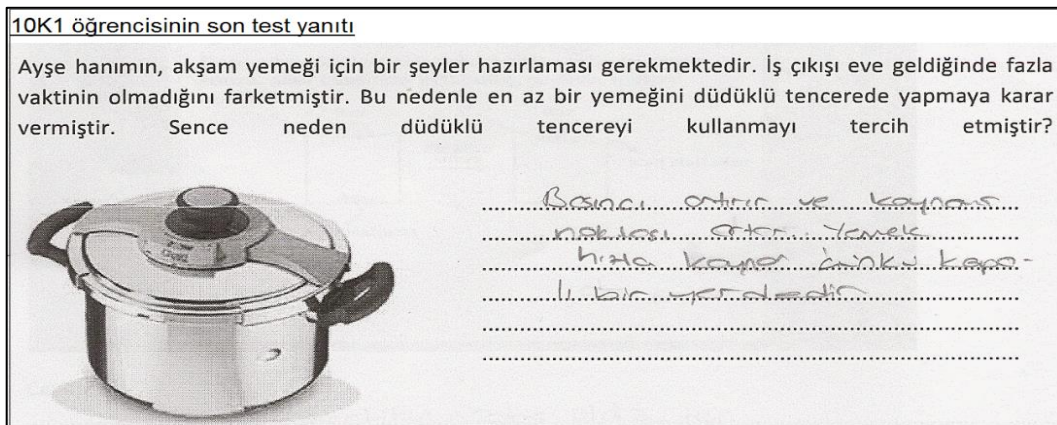 10K1 öğrencisinin son test yanıtı
Ayşe hanımın, akşam yemeği için bir şeyler hazırlaması gerekmektedir. İş çıkışı eve geldiğinde fazla
vaktinin olmadığını farketmiştir. Bu nedenle en az bir yemeğini düdüklü tencerede yapmaya karar
vermiştir. Sence neden düdüklü tencereyi kullanmayı tercih etmiştir?
Basıncı artırır ve kaynama
noktası artar. Yemek
hızla kaynar çünkü kapa-
lı bir yerdedir